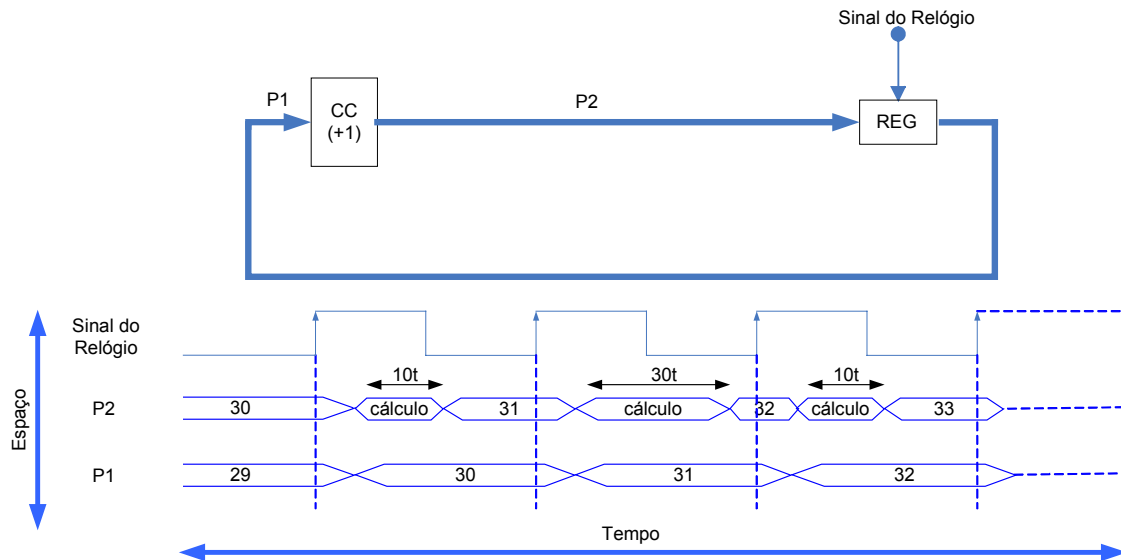 Sinal do Relógio
P1
CC
(+1)
P2
REG
Sinal do
Relógio
10t
30t
10t
P2
30
cálculo
31
cálculo
32
cálculo
33
P1
29
30
31
32
Espaço
Tempo